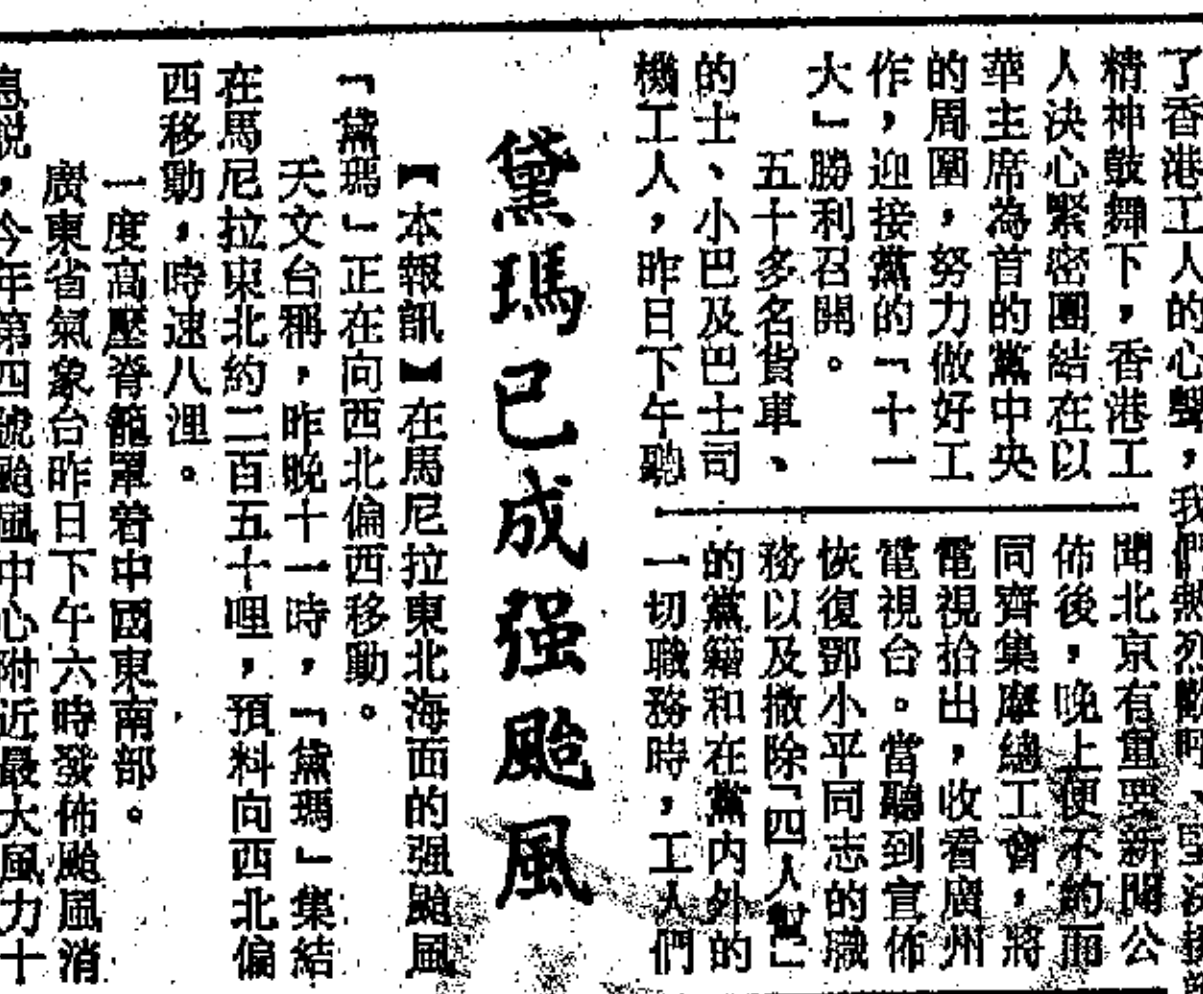 了香港工人的心聲，我們熱烈歡呼、堅決擁
精神鼓舞下，香港工
人決心緊密團結在以
華主席為首的黨中央
的周圍，努力做好工
作，迎接黨的「十一
大」勝利召開。
五十多名貨車、
的士、小巴及巴士司
機工人，昨日下午聽
聞北京有重要新聞公
佈後，晚上便不約而
同齊集摩總工會，將
電視抬出，收看廣州
電視台。當聽到宣佈
恢復鄧小平同志的職
務以及撤除「四人幫」
的黨籍和在黨內外的
一切職務時，工人們
黛瑪已成强颱風
【本報訊】在馬尼拉東北海面的强颱風
「黛瑪」正在向西北偏西移動。
天文台稱，昨晚十一時，「黛瑪」集結
在馬尼拉東北約二百五十哩，預料向西北偏
西移動，時速八浬。
一度高壓脊籠罩着中國東南部。
廣東省氣象台昨日下午六時發佈颱風消
息說，今年第四號颱風中心附近最大風力十